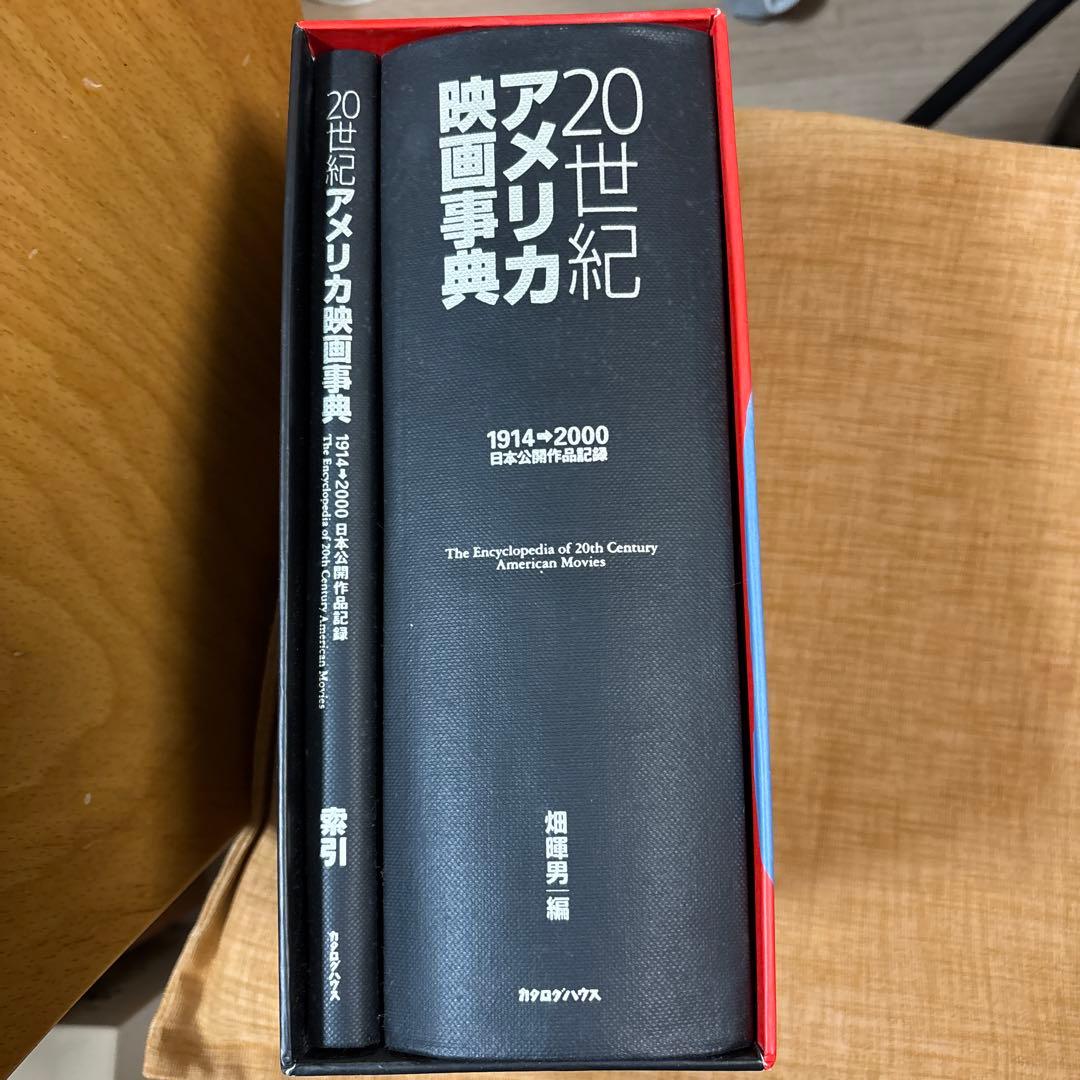 20世紀アメリカ映画事典
1914➡2000 日本公開作品記録
The Encyclopedia of 20th Century American Movies
索引
カタログハウス
20世紀
アメリカ
映画事典
1914➡2000
日本公開作品記録
The Encyclopedia of 20th Century
American Movies
畑暉男 編
カタログハウス